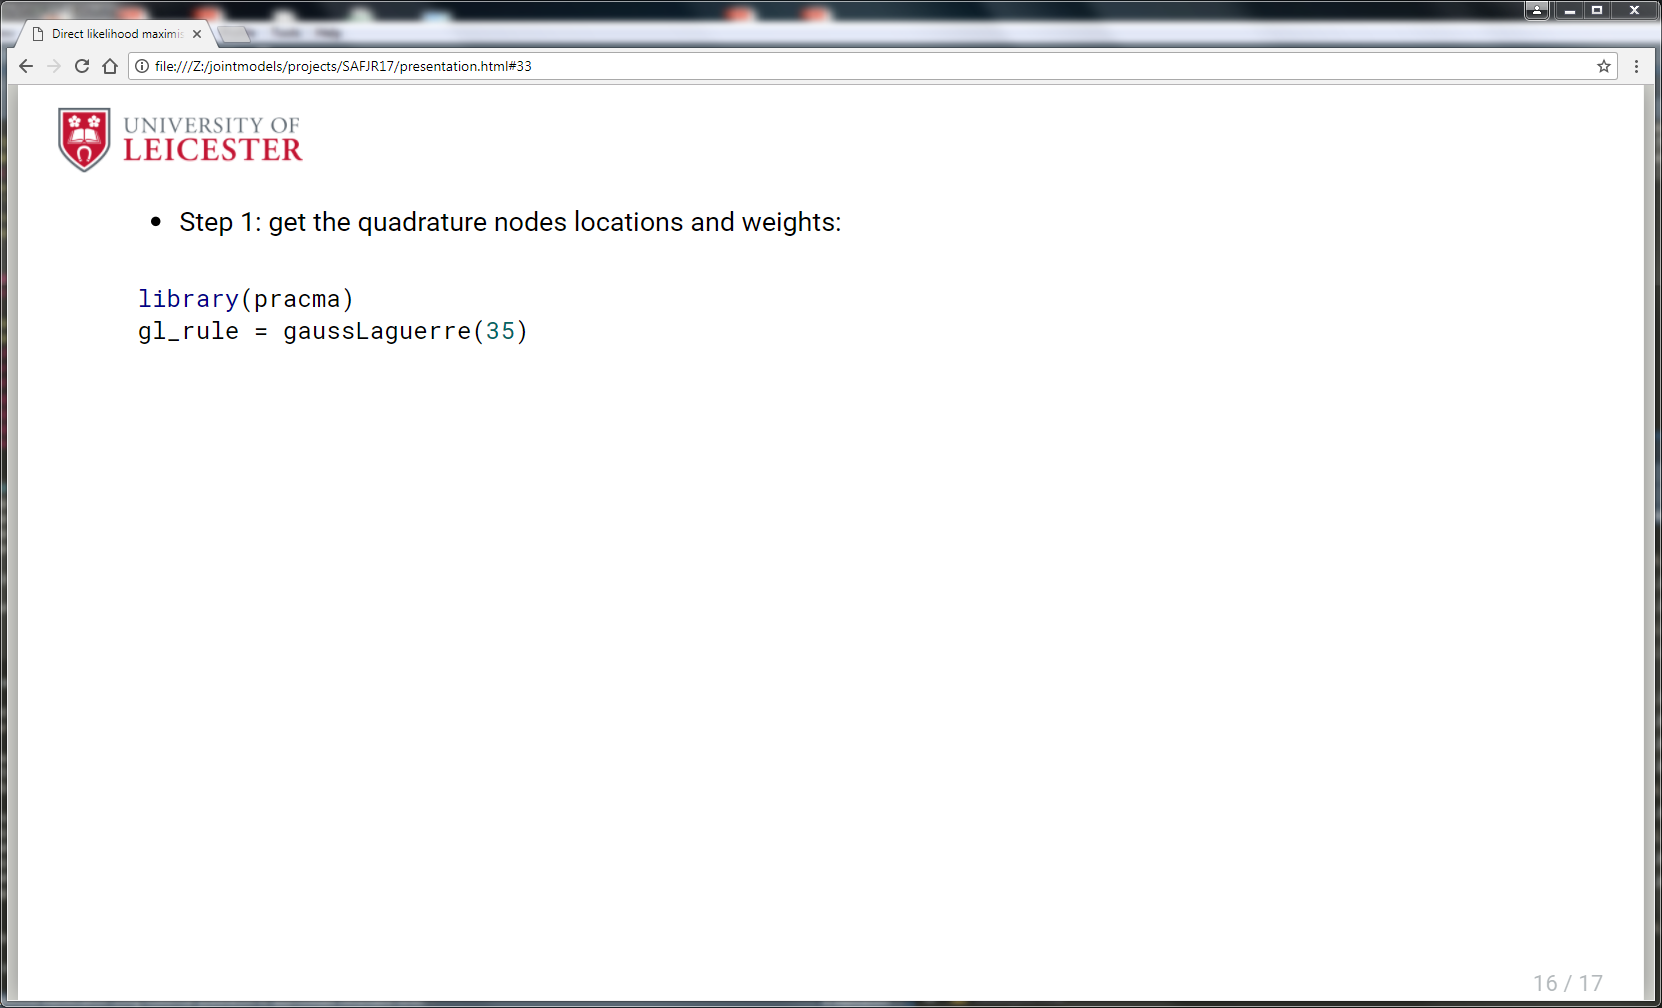 Direct likelihood maximis
file:///Z:/jointmodels/projects/SAFJR17/presentation.html#33
UNIVERSITY OF
LEICESTER
• Step 1: get the quadrature nodes locations and weights:
library(pracma)
gl_rule = gaussLaguerre(35)
16 / 17